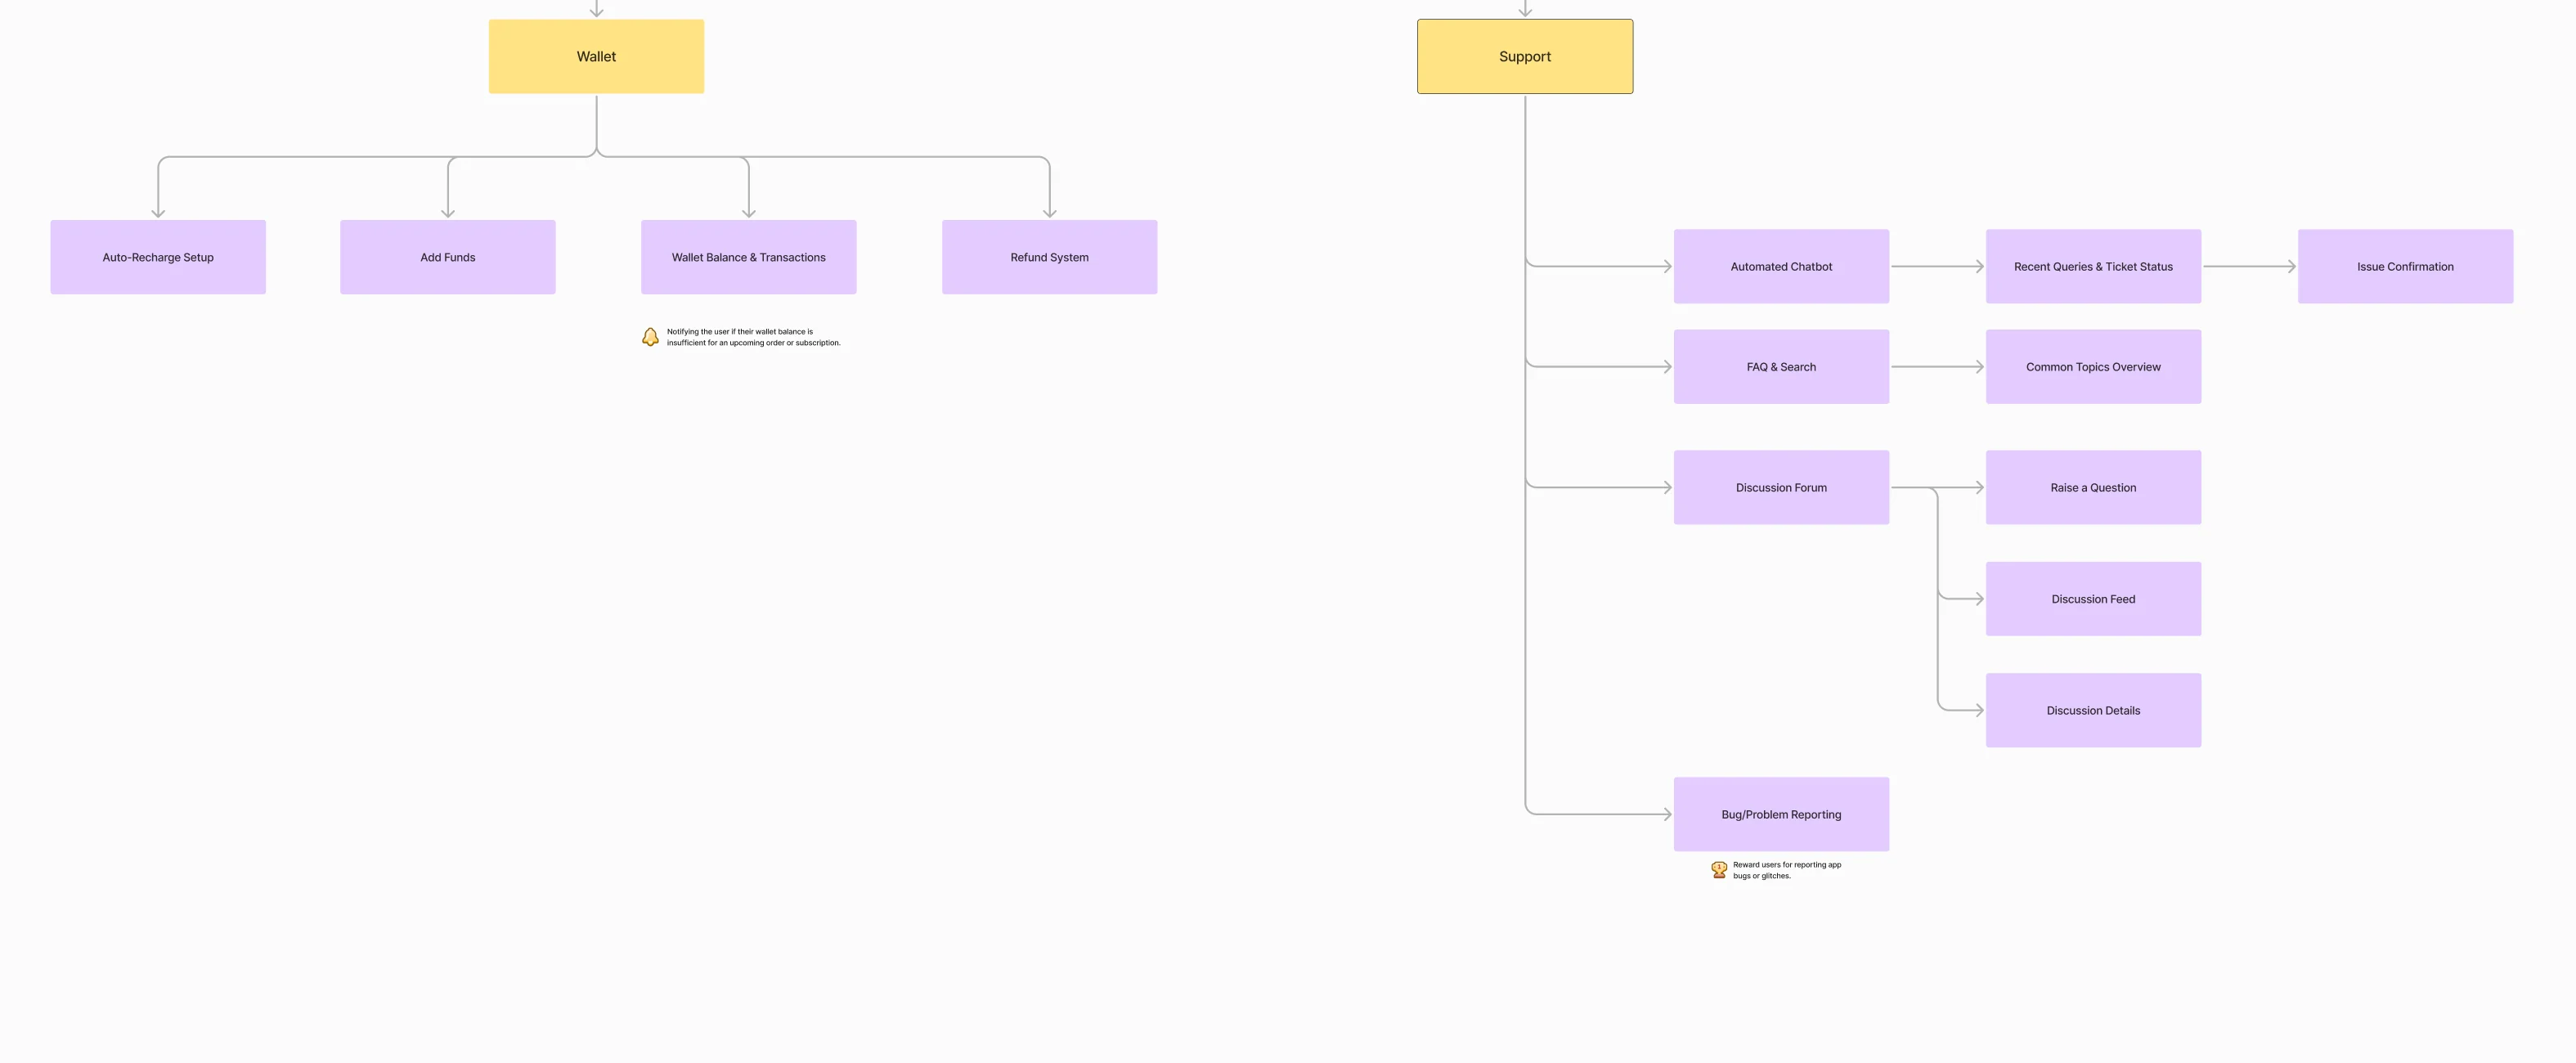 Wallet
Support
Auto-Recharge Setup
Add Funds
Wallet Balance & Transactions
Refund System
Notifying the user if their wallet balance is
insufficient for an upcoming order or subscription.
Automated Chatbot
Recent Queries & Ticket Status
Issue Confirmation
FAQ & Search
Common Topics Overview
Discussion Forum
Raise a Question
Discussion Feed
Discussion Details
Bug/Problem Reporting
Reward users for reporting app
bugs or glitches.